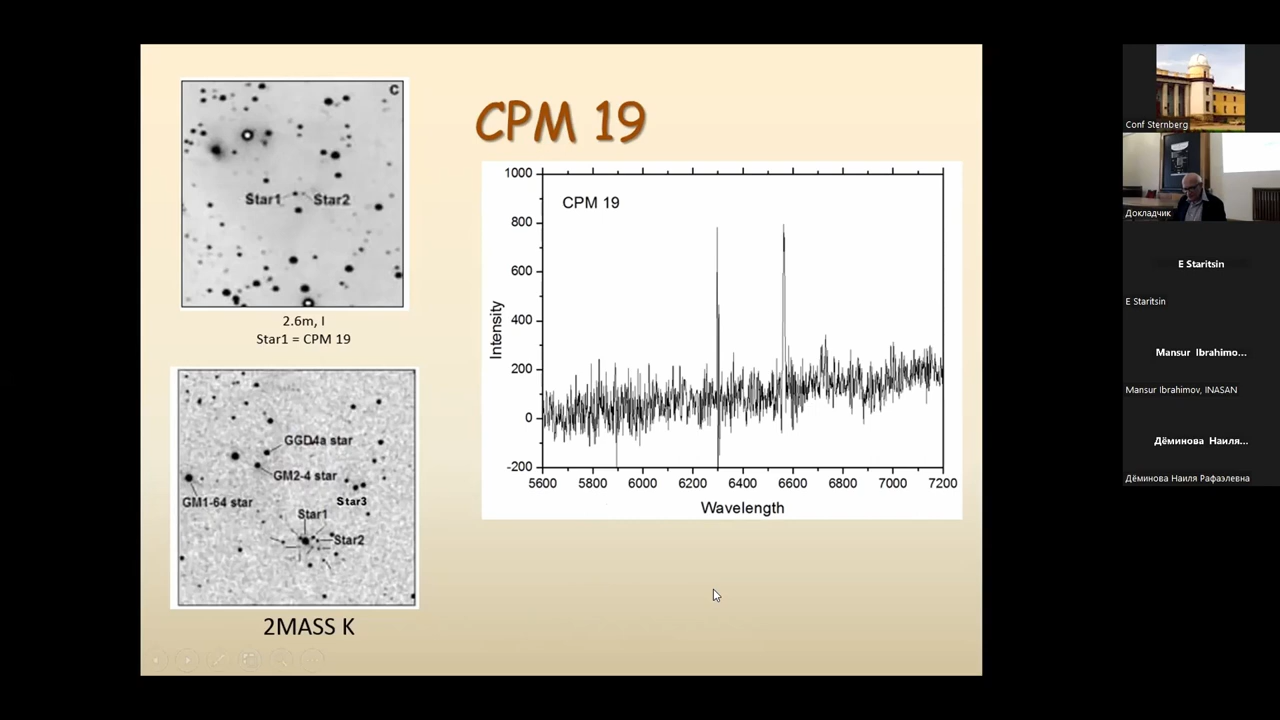 C
Star1
Star2
2.6m, I
Star1 = CPM 19
GGD4a star
GM2-4 star
GM1-64 star
Star3
Star1
Star2
2MASS K
CPM 19
CPM 19
1000
800
600
400
200
0
-200
Intensity
5600 5800 6000 6200 6400 6600 6800 7000 7200
Wavelength
Conf Sternberg
Докладчик
E Staritsin
E Staritsin
Mansur Ibrahimo...
Mansur Ibrahimov, INASAN
Дёминова Наиля...
Дёминова Наиля Рафаэлевна